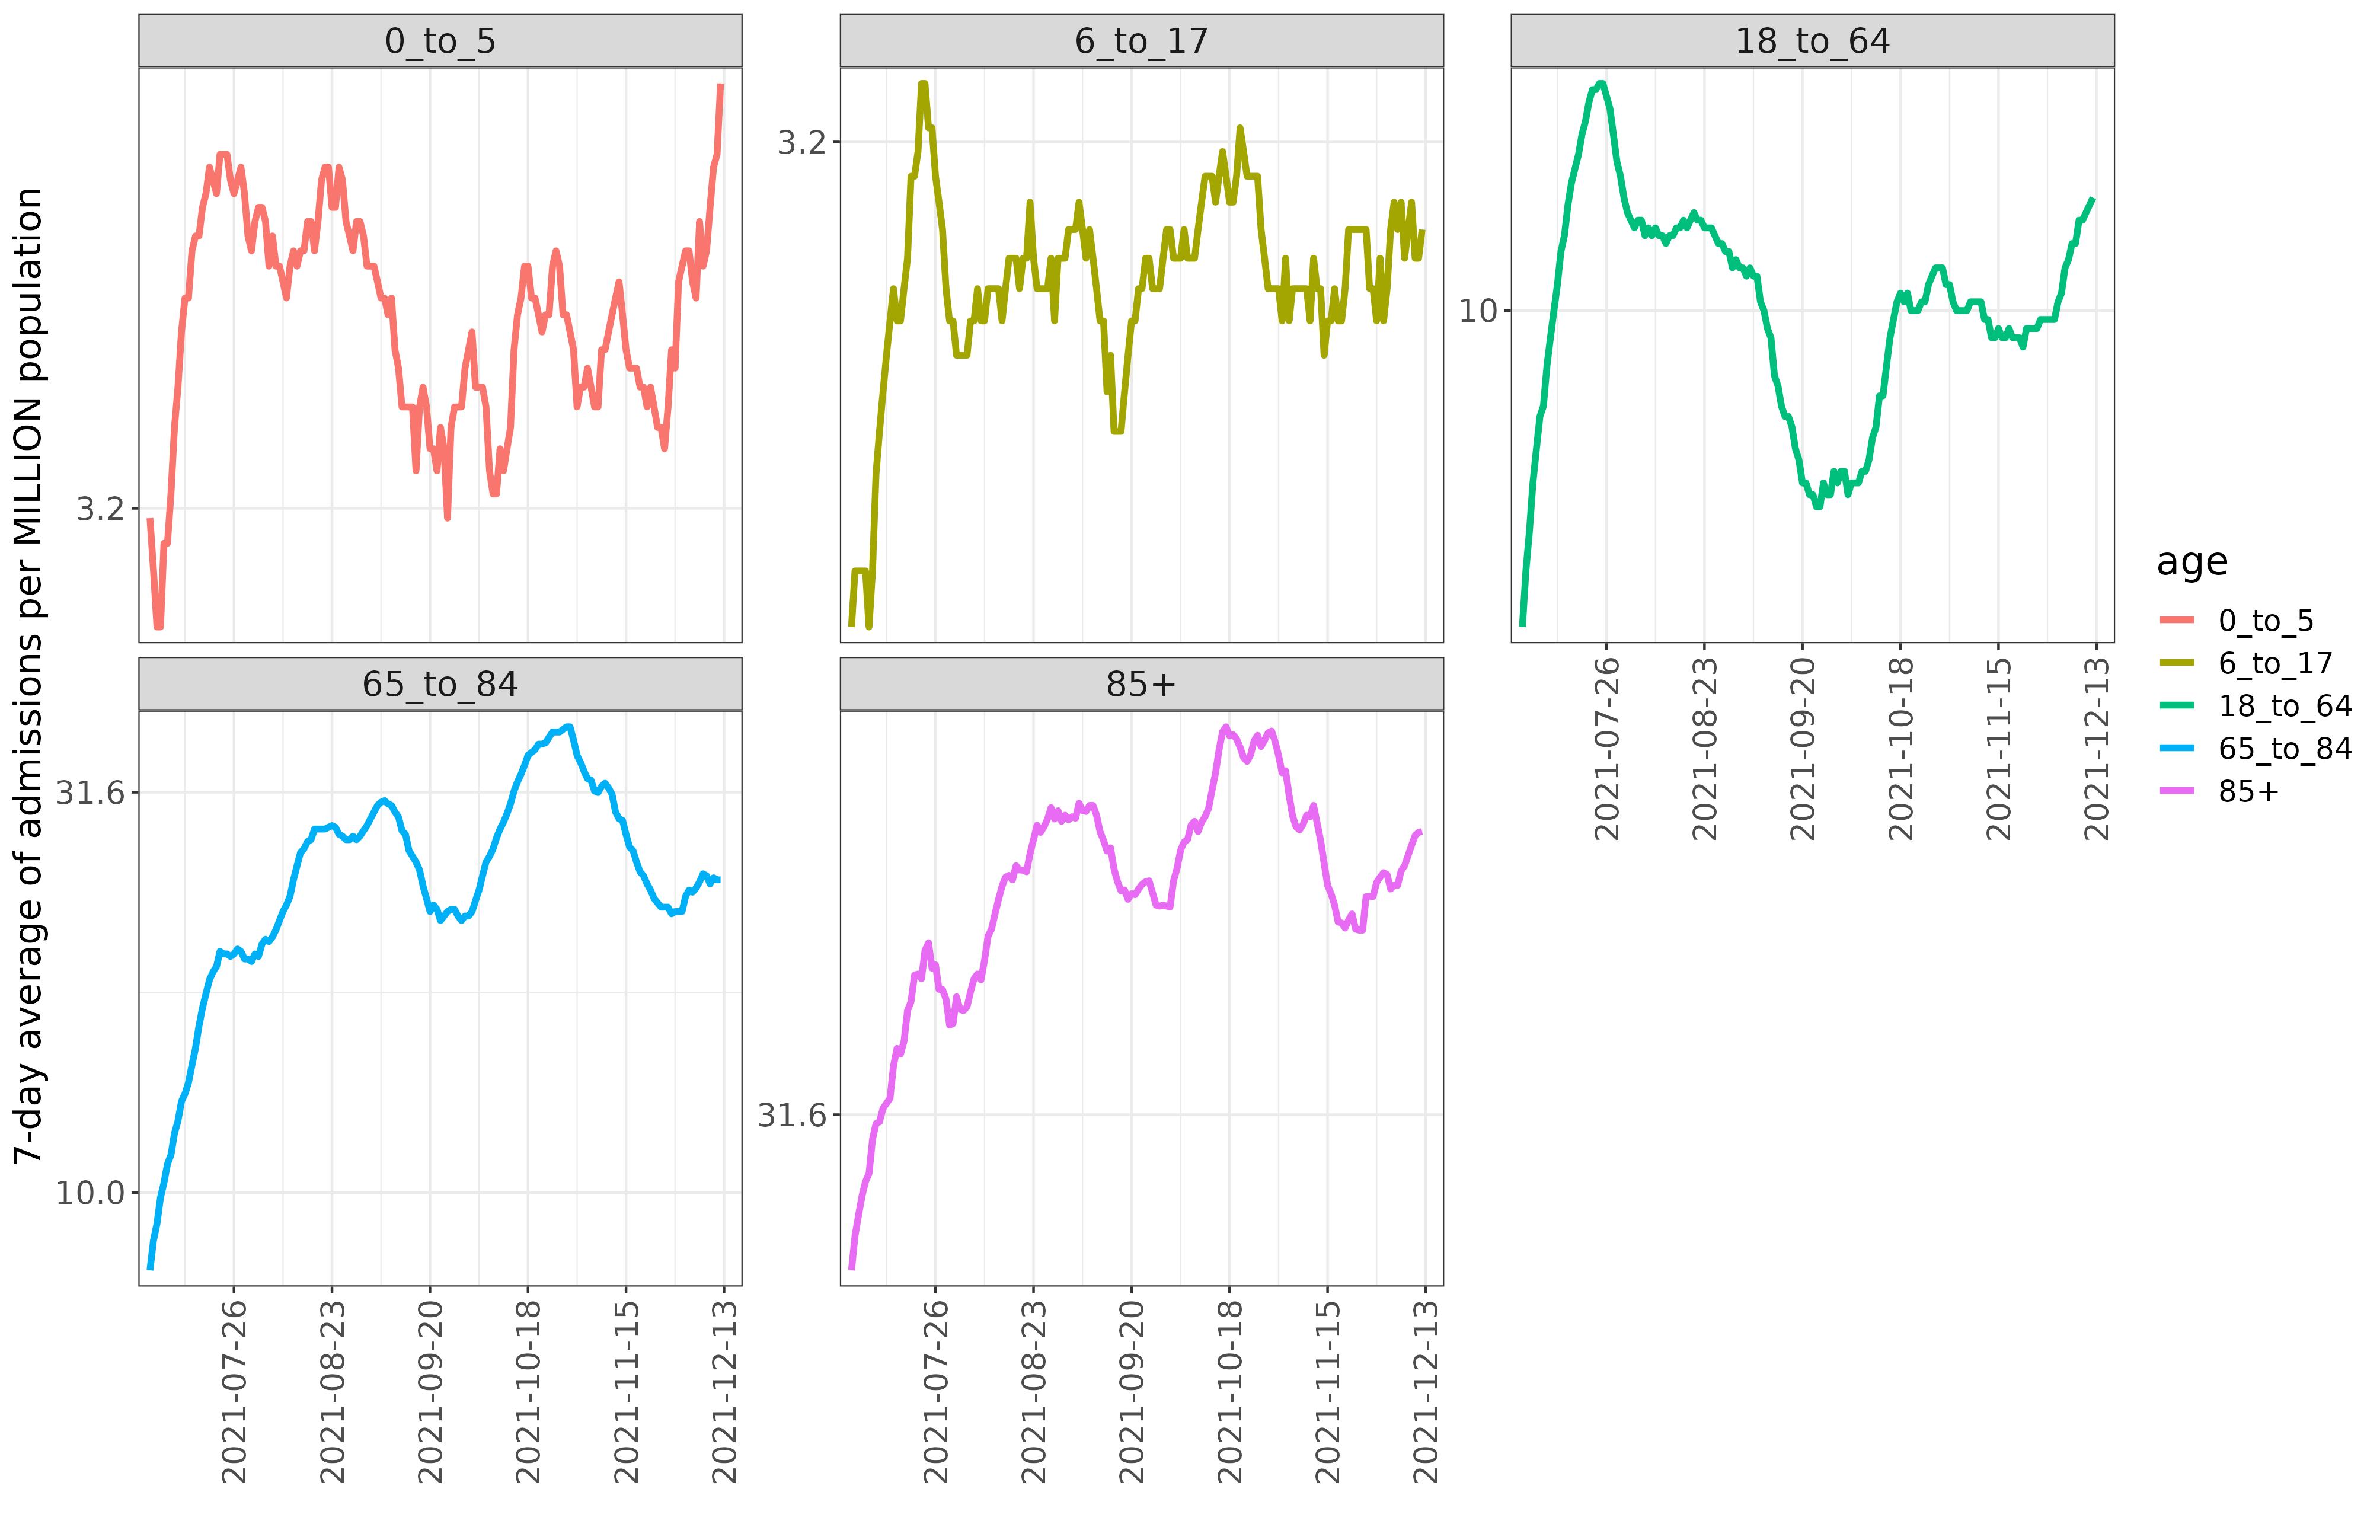 0_to_5
6_to_17
18_to_64
3.2
3.2
10
7-day average of admissions per MILLION population
2021-07-26
2021-08-23
2021-09-20
2021-10-18
2021-11-15
2021-12-13
65_to_84
85+
31.6
10.0
31.6
2021-07-26
2021-08-23
2021-09-20
2021-10-18
2021-11-15
2021-12-13
2021-07-26
2021-08-23
2021-09-20
2021-10-18
2021-11-15
2021-12-13
age
0_to_5
6_to_17
18_to_64
65_to_84
85+